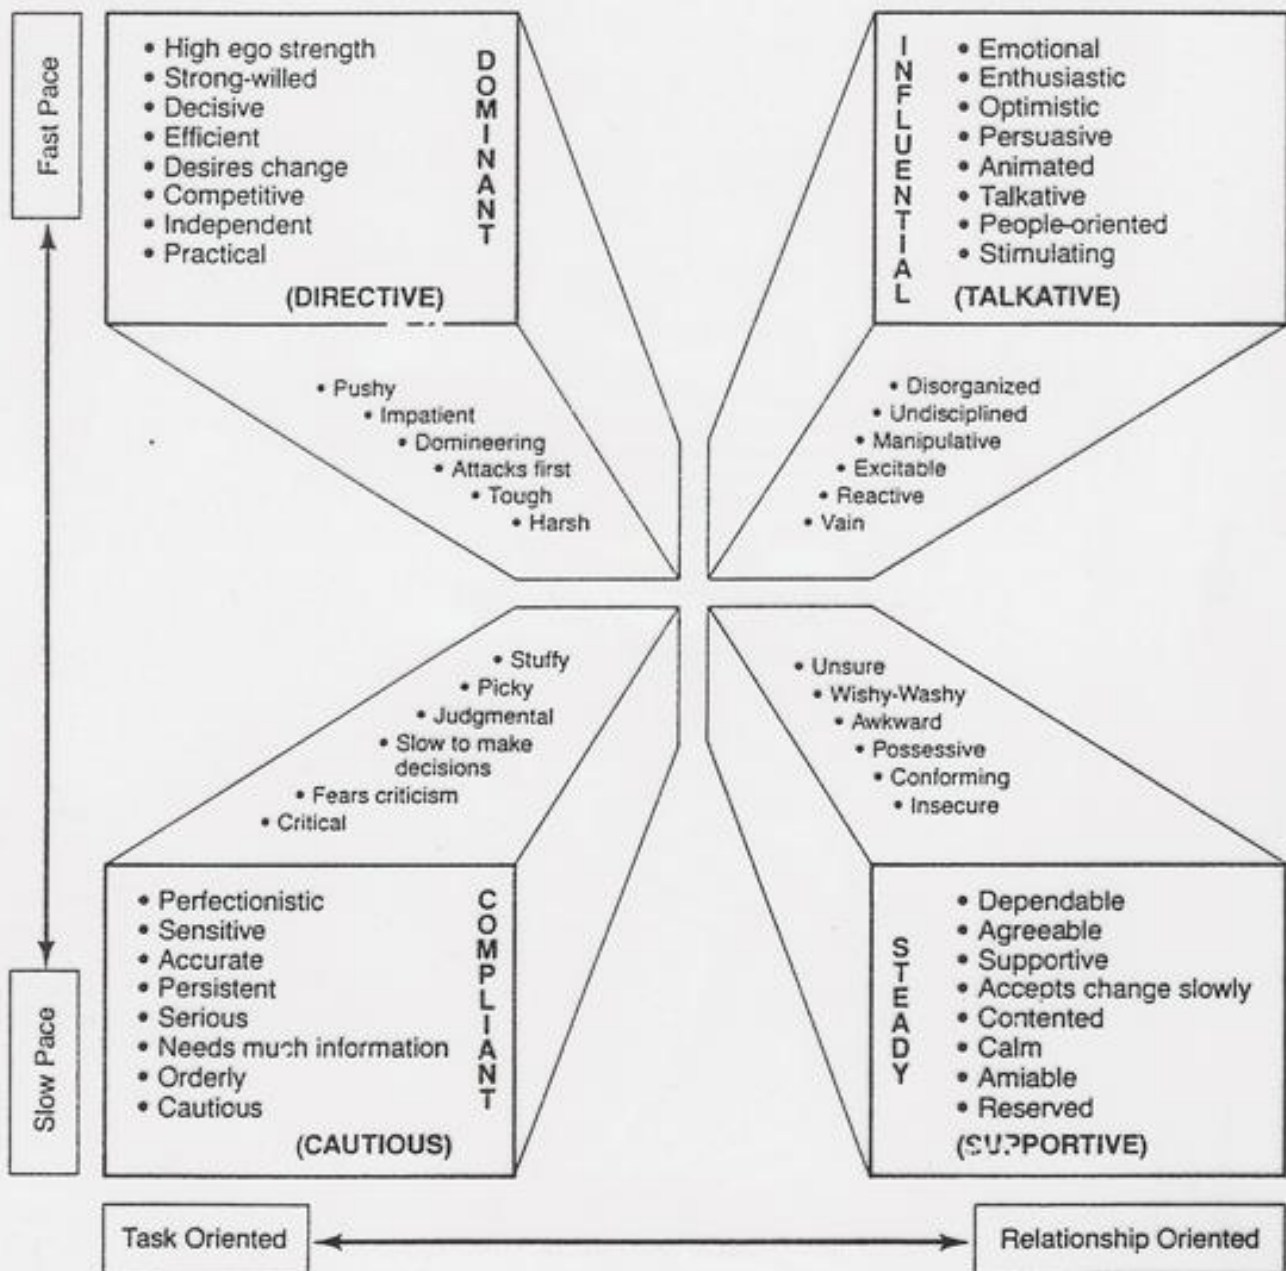 Fast Pace
• High ego strength
• Strong-willed
• Decisive
• Efficient
• Desires change
• Competitive
• Independent
• Practical
DOMINANT
(DIRECTIVE)
INFLUENTIAL
• Emotional
• Enthusiastic
• Optimistic
• Persuasive
• Animated
• Talkative
• People-oriented
• Stimulating
(TALKATIVE)
• Pushy
• Impatient
• Domineering
• Attacks first
• Tough
• Harsh
• Disorganized
• Undisciplined
• Manipulative
• Excitable
• Reactive
• Vain
• Stuffy
• Picky
• Judgmental
• Slow to make
decisions
• Fears criticism
• Critical
• Unsure
• Wishy-Washy
• Awkward
• Possessive
• Conforming
• Insecure
Slow Pace
• Perfectionistic
• Sensitive
• Accurate
• Persistent
• Serious
• Needs much information
• Orderly
• Cautious
COMPLIANT
(CAUTIOUS)
STEADY
• Dependable
• Agreeable
• Supportive
• Accepts change slowly
• Contented
• Calm
• Amiable
• Reserved
(SUPPORTIVE)
Task Oriented
Relationship Oriented